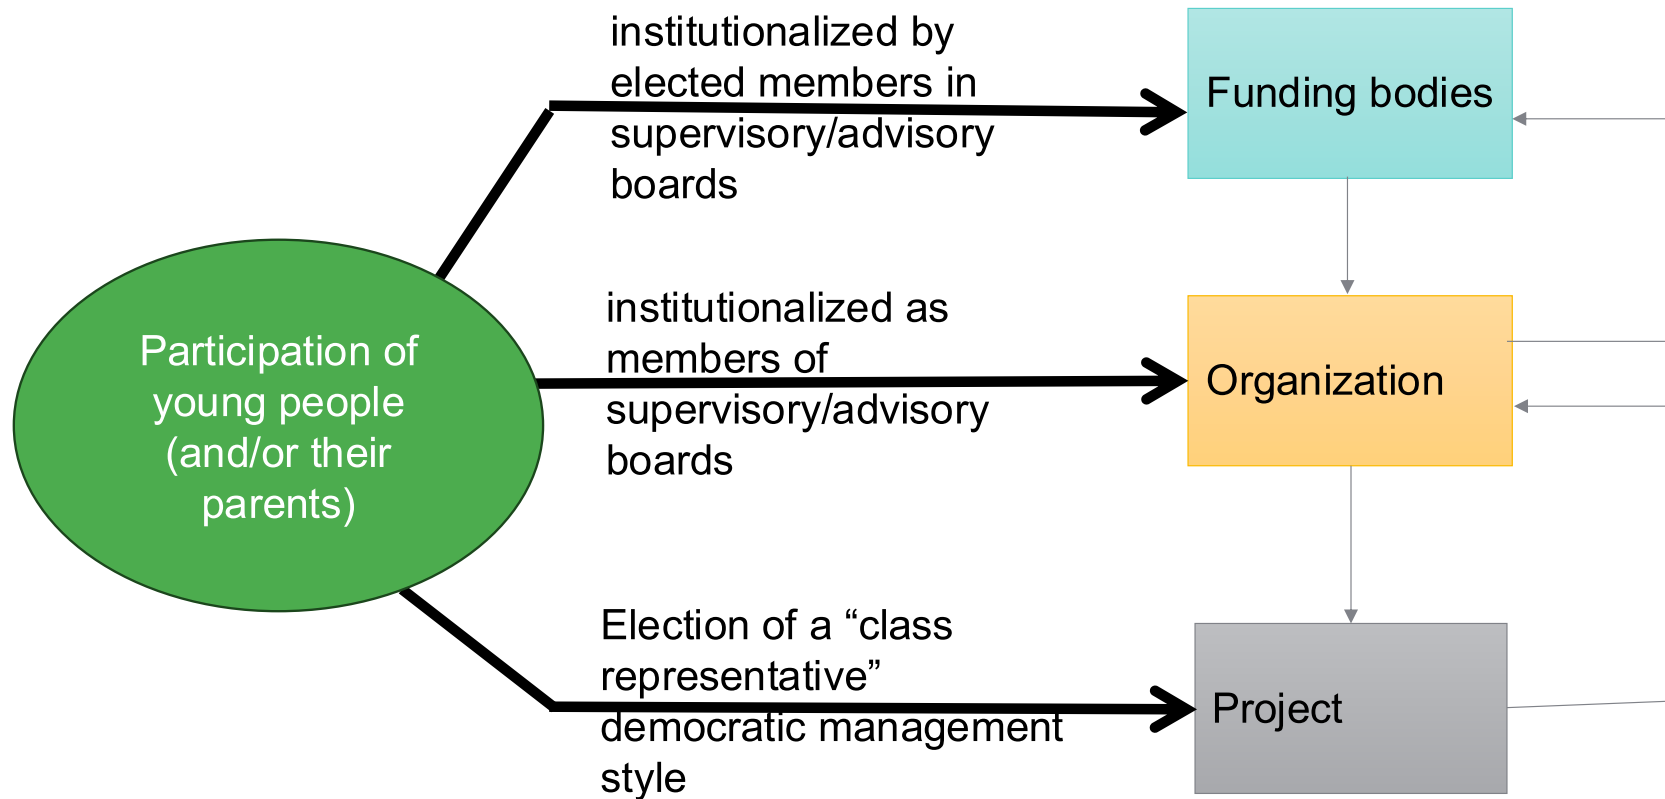 institutionalized by
elected members in
supervisory/advisory
boards
Funding bodies
Participation of
young people
(and/or their
parents)
institutionalized as
members of
supervisory/advisory
boards
Organization
Election of a “class
representative”
democratic management
style
Project